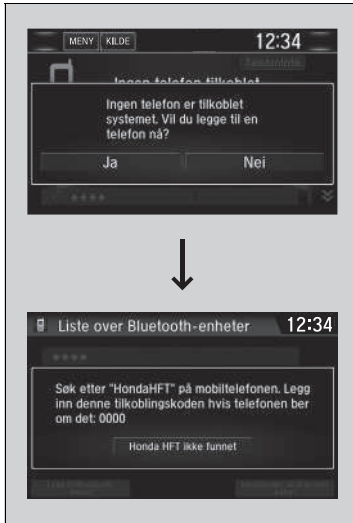 MENY KILDE 12:34
Ingen telefon tilkoblet
Ingen telefon er tilkoblet
systemet. Vil du legge til en
telefon nå?
Ja Nei
Liste over Bluetooth-enheter 12:34
Søk etter "HondaHFT" på mobiltelefonen. Legg
inn denne tilkoblingskoden hvis telefonen ber
om det: 0000
Honda HFT ikke funnet